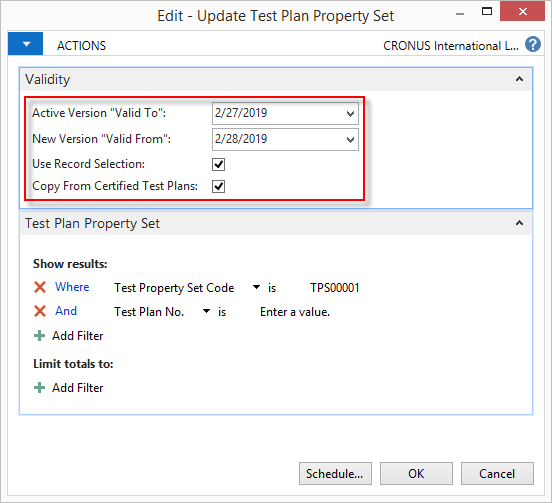 Edit - Update Test Plan Property Set
ACTIONS CRONUS International L... ?
Validity
Active Version "Valid To": 2/27/2019
New Version "Valid From": 2/28/2019
Use Record Selection:
Copy From Certified Test Plans:
Test Plan Property Set
Show results:
Where Test Property Set Code is TPS00001
And Test Plan No. is Enter a value.
Add Filter
Limit totals to:
Add Filter
Schedule... OK Cancel